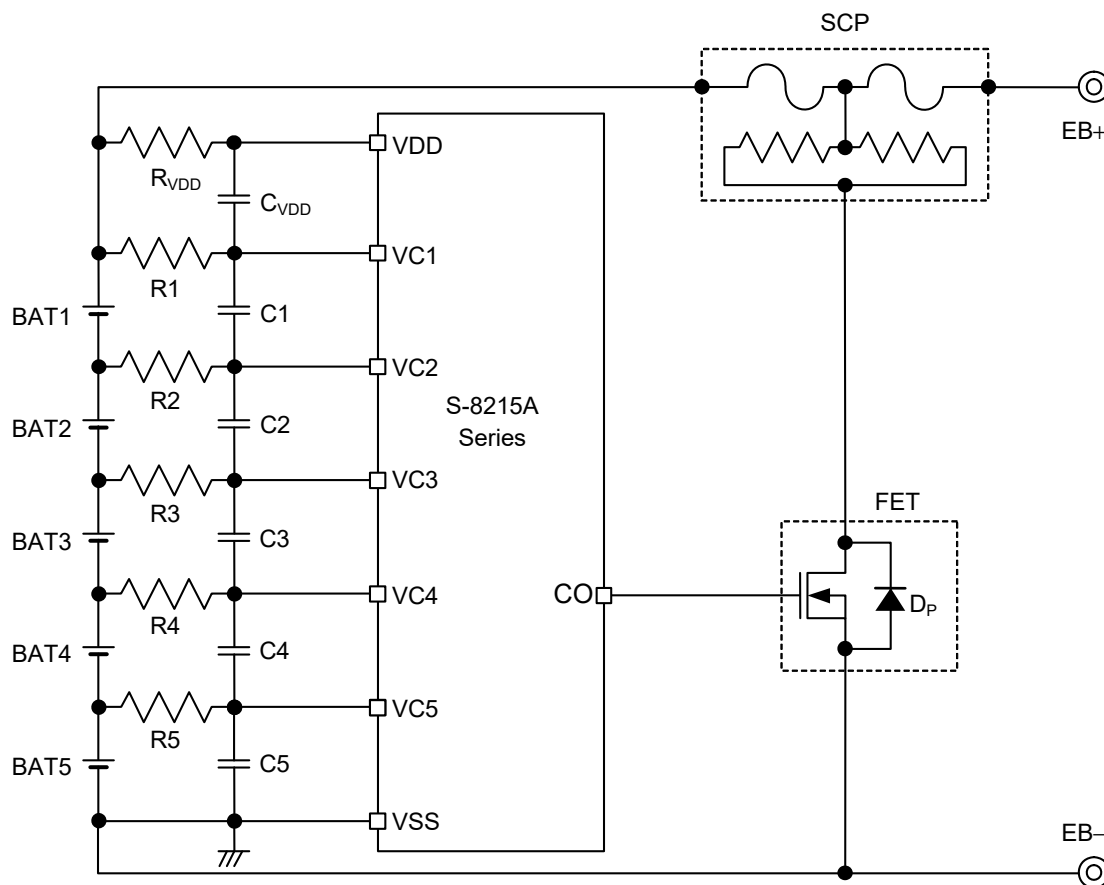 SCP
EB+
VDD
RVDD
CVDD
VC1
R1
BAT1
C1
VC2
R2
S-8215A
Series
BAT2
C2
VC3
R3
FET
BAT3
C3
CO
VC4
R4
DP
BAT4
C4
VC5
R5
BAT5
C5
VSS
EB−